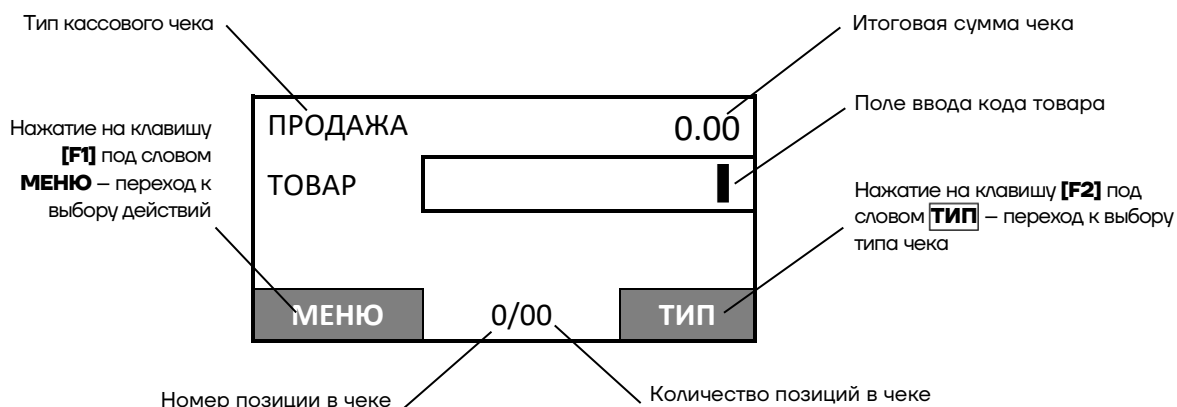 Тип кассового чека
Итоговая сумма чека
Поле ввода кода товара
Нажатие на клавишу
[F1] под словом
МЕНЮ – переход к
выбору действий
ПРОДАЖА 0.00
ТОВАР
Нажатие на клавишу [F2] под
словом ТИП – переход к выбору
типа чека
МЕНЮ 0/00 ТИП
Номер позиции в чеке
Количество позиций в чеке